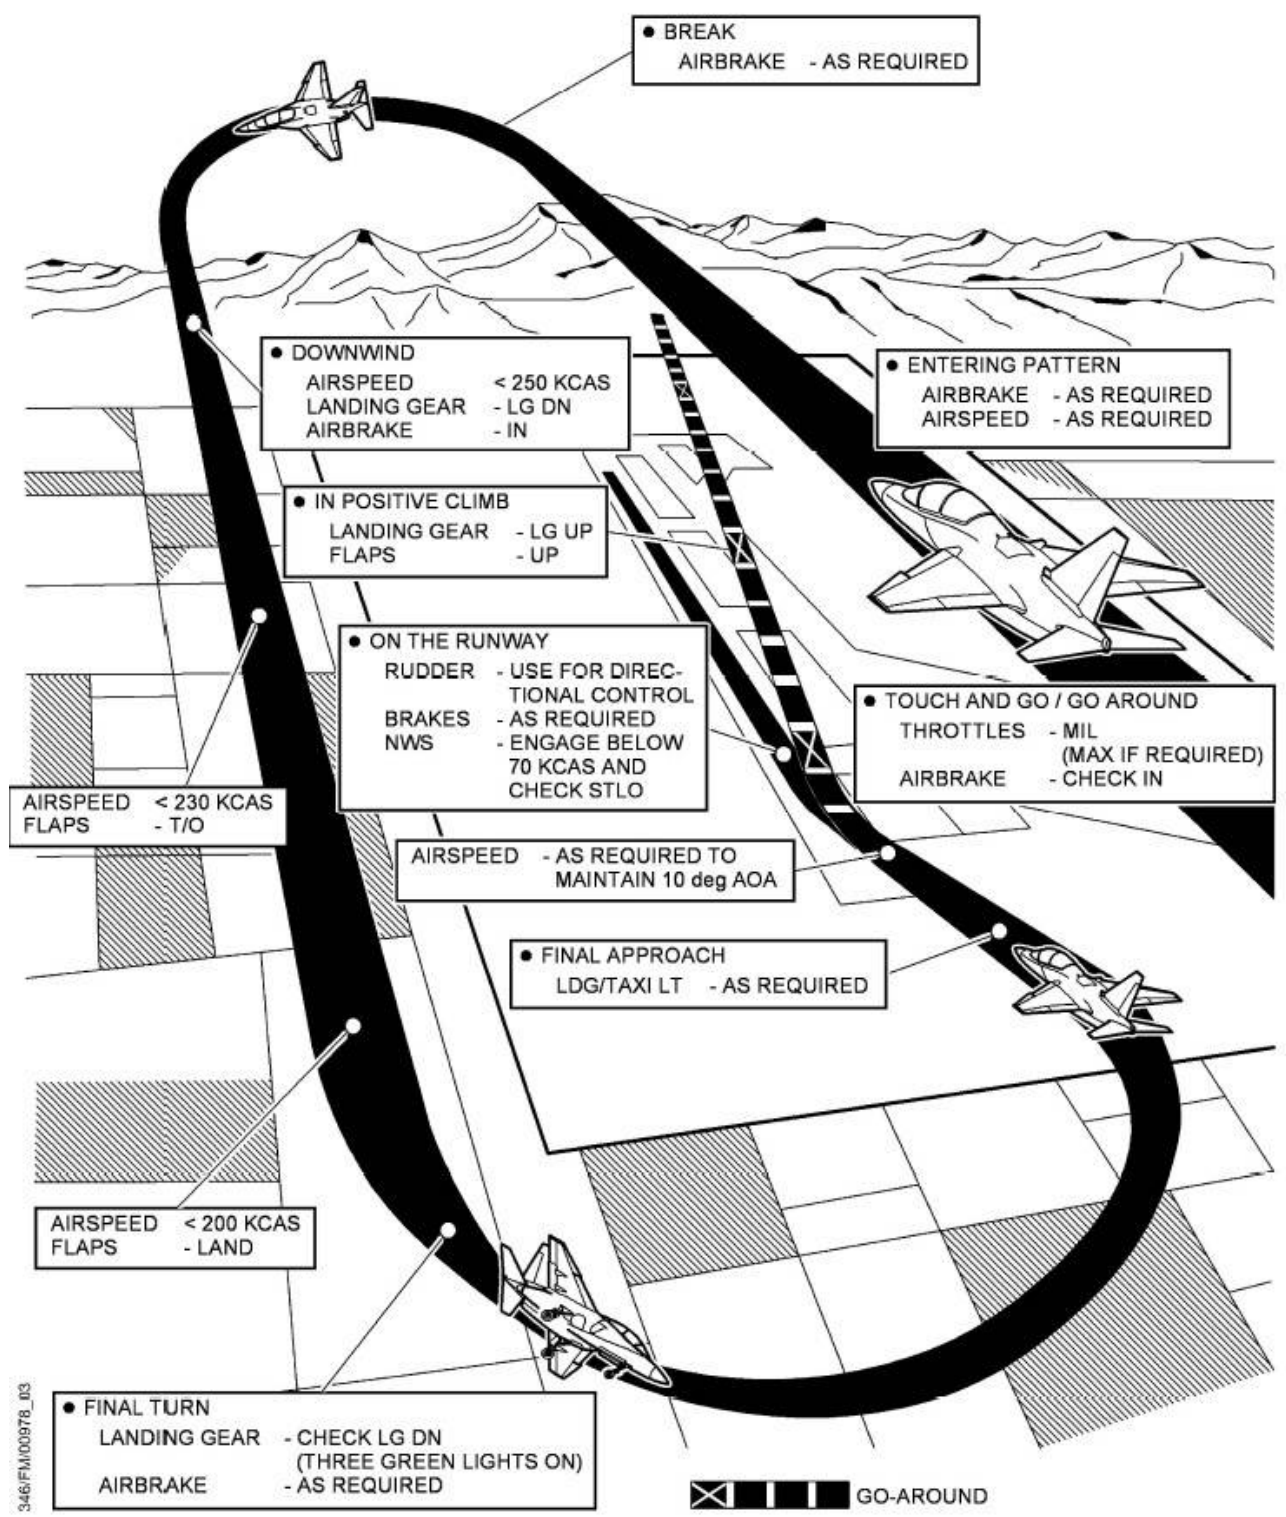 ● BREAK
AIRBRAKE - AS REQUIRED
● ENTERING PATTERN
AIRBRAKE - AS REQUIRED
AIRSPEED - AS REQUIRED
● DOWNWIND
AIRSPEED < 250 KCAS
LANDING GEAR - LG DN
AIRBRAKE - IN
● IN POSITIVE CLIMB
LANDING GEAR - LG UP
FLAPS - UP
● ON THE RUNWAY
RUDDER - USE FOR DIREC-
TIONAL CONTROL
BRAKES - AS REQUIRED
NWS - ENGAGE BELOW
70 KCAS AND
CHECK STLO
● TOUCH AND GO / GO AROUND
THROTTLES - MIL
(MAX IF REQUIRED)
AIRBRAKE - CHECK IN
AIRSPEED < 230 KCAS
FLAPS - T/O
AIRSPEED - AS REQUIRED TO
MAINTAIN 10 deg AOA
● FINAL APPROACH
LDG/TAXI LT - AS REQUIRED
AIRSPEED < 200 KCAS
FLAPS - LAND
● FINAL TURN
LANDING GEAR - CHECK LG DN
(THREE GREEN LIGHTS ON)
AIRBRAKE - AS REQUIRED
GO-AROUND
346/FM/00978_03